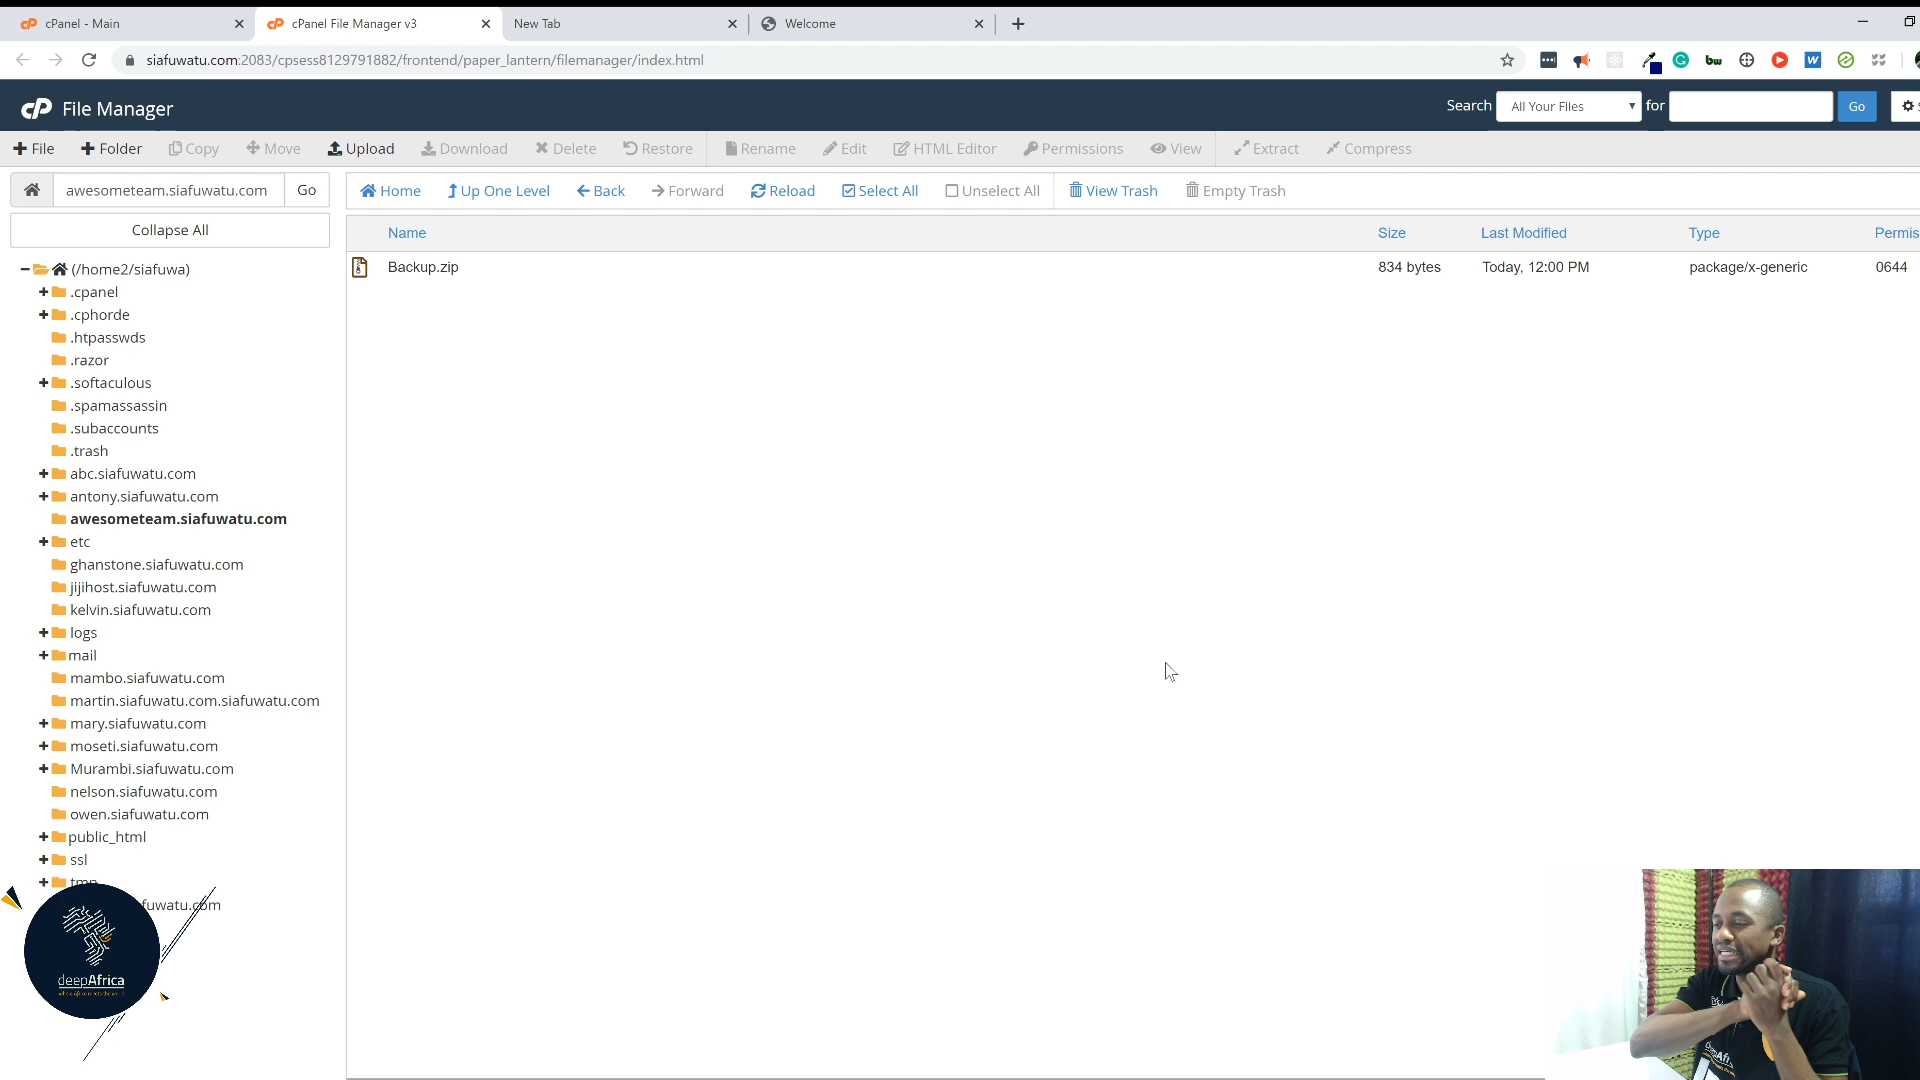 cPanel - Main
cPanel File Manager v3
New Tab
Welcome
siafuwatu.com:2083/cpsess8129791882/frontend/paper_lantern/filemanager/index.html
cP File Manager
Search All Your Files for Go
File Folder Copy Move Upload Download Delete Restore Rename Edit HTML Editor Permissions View Extract Compress
awesometeam.siafuwatu.com Go
Home Up One Level Back Forward Reload Select All Unselect All View Trash Empty Trash
Collapse All
Name Size Last Modified Type Permis
Backup.zip 834 bytes Today, 12:00 PM package/x-generic 0644
(/home2/siafuwa)
.cpanel
.cphorde
.htpasswds
.razor
.softaculous
.spamassassin
.subaccounts
.trash
abc.siafuwatu.com
antony.siafuwatu.com
awesometeam.siafuwatu.com
etc
ghanstone.siafuwatu.com
jijihost.siafuwatu.com
kelvin.siafuwatu.com
logs
mail
mambo.siafuwatu.com
martin.siafuwatu.com.siafuwatu.com
mary.siafuwatu.com
moseti.siafuwatu.com
Murambi.siafuwatu.com
nelson.siafuwatu.com
owen.siafuwatu.com
public_html
ssl
tmp
fuwatu.com
deepAfrica